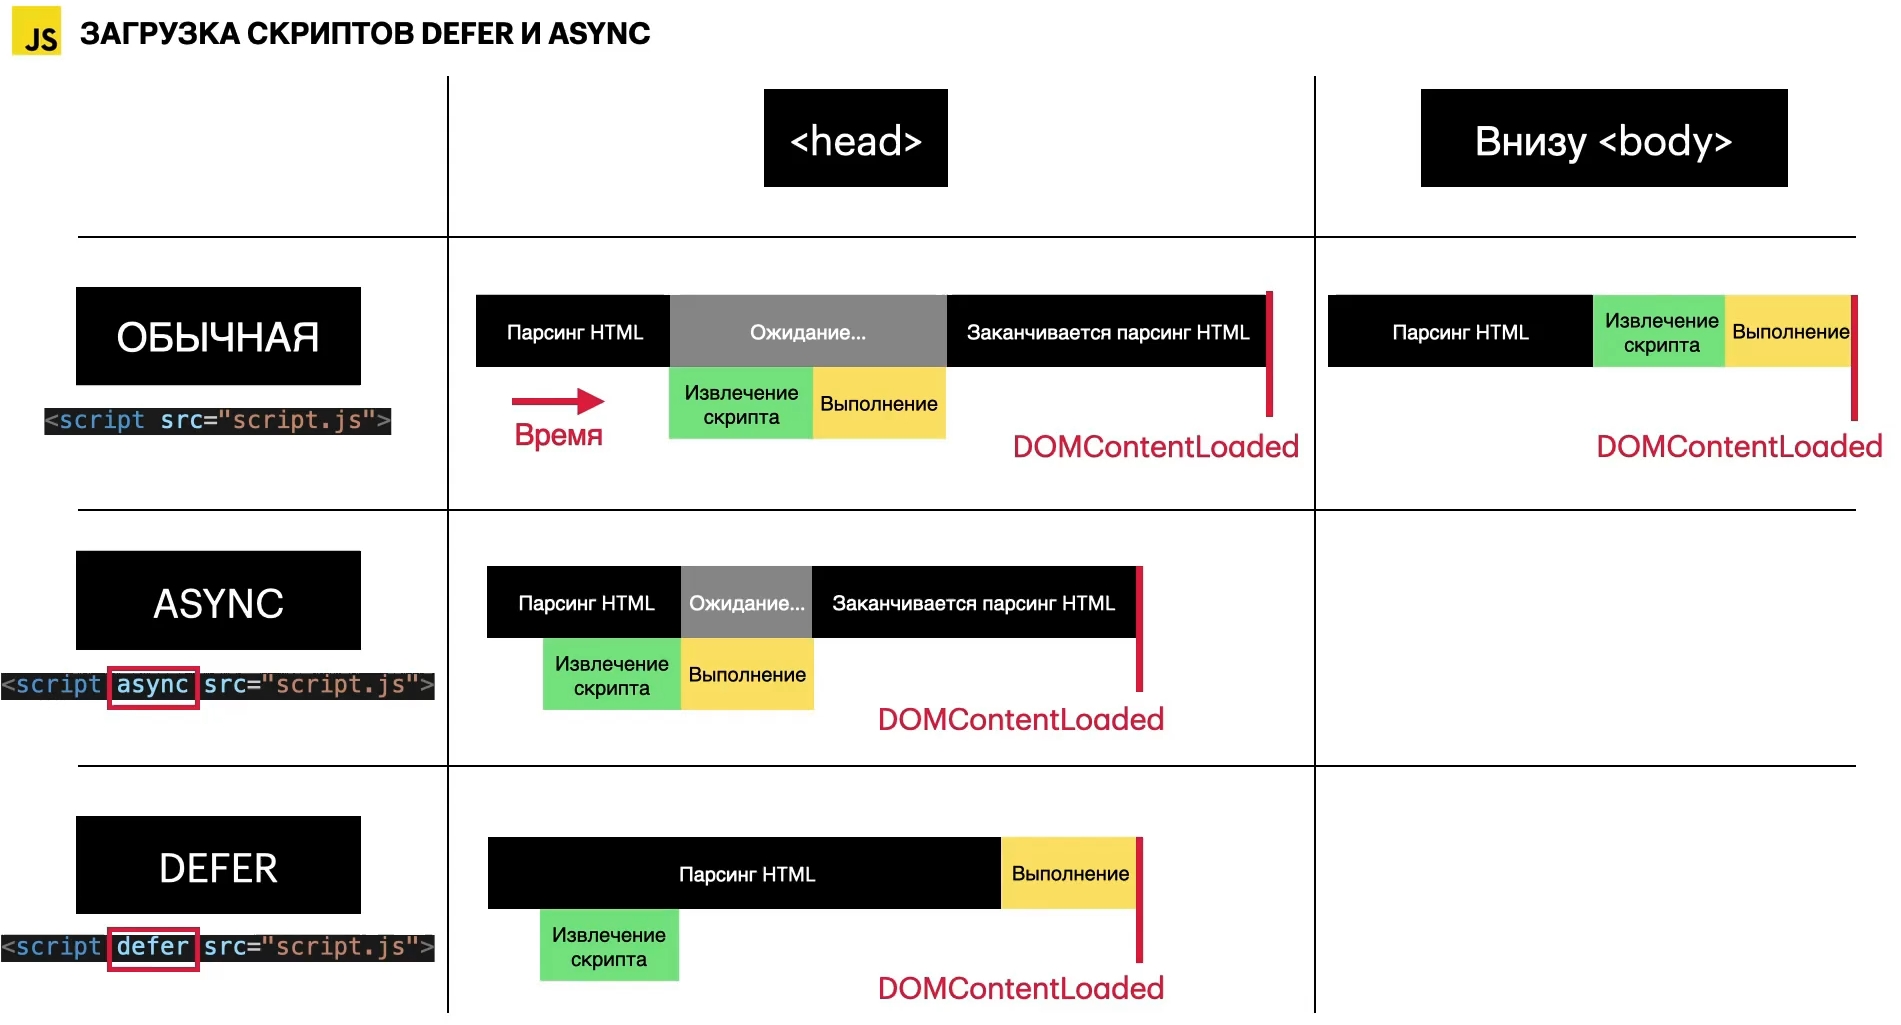 JS
ЗАГРУЗКА СКРИПТОВ DEFER И ASYNC
<head>
Внизу <body>
ОБЫЧНАЯ
<script src="script.js">
Парсинг HTML
Ожидание...
Заканчивается парсинг HTML
Извлечение
скрипта
Выполнение
Время
DOMContentLoaded
Парсинг HTML
Извлечение
скрипта
Выполнение
DOMContentLoaded
ASYNC
<script async src="script.js">
Парсинг HTML
Ожидание...
Заканчивается парсинг HTML
Извлечение
скрипта
Выполнение
DOMContentLoaded
DEFER
<script defer src="script.js">
Парсинг HTML
Выполнение
Извлечение
скрипта
DOMContentLoaded